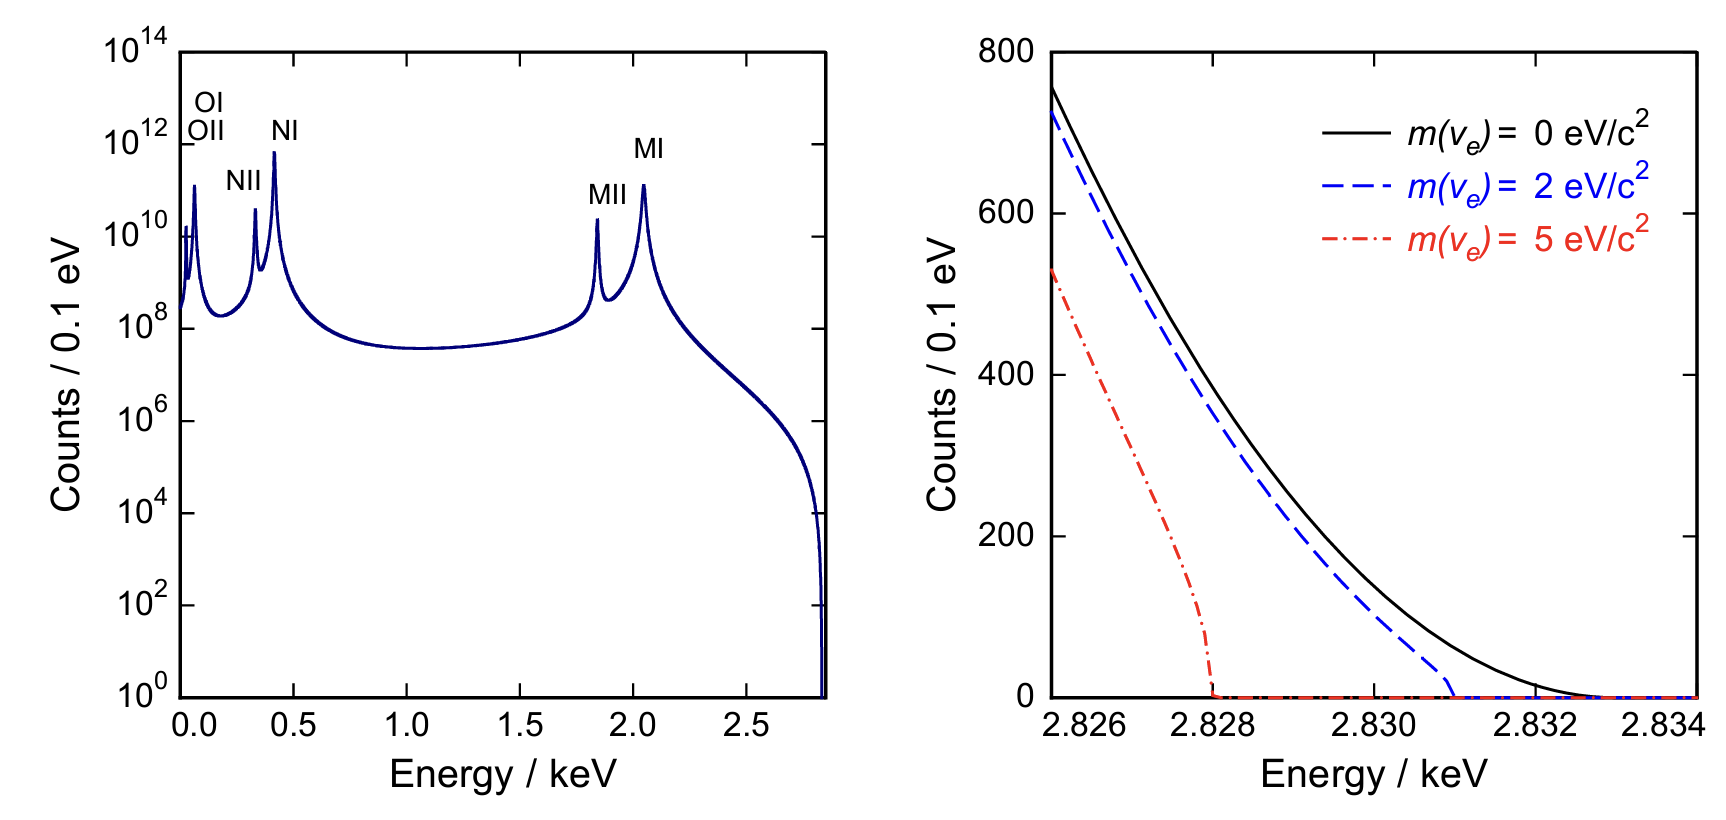 10^14
10^12
10^10
10^8
10^6
10^4
10^2
10^0
Counts / 0.1 eV
OI
OII
NII
NI
MII
MI
0.0 0.5 1.0 1.5 2.0 2.5
Energy / keV
800
600
400
200
0
Counts / 0.1 eV
m(ν_e) = 0 eV/c^2
m(ν_e) = 2 eV/c^2
m(ν_e) = 5 eV/c^2
2.826 2.828 2.830 2.832 2.834
Energy / keV